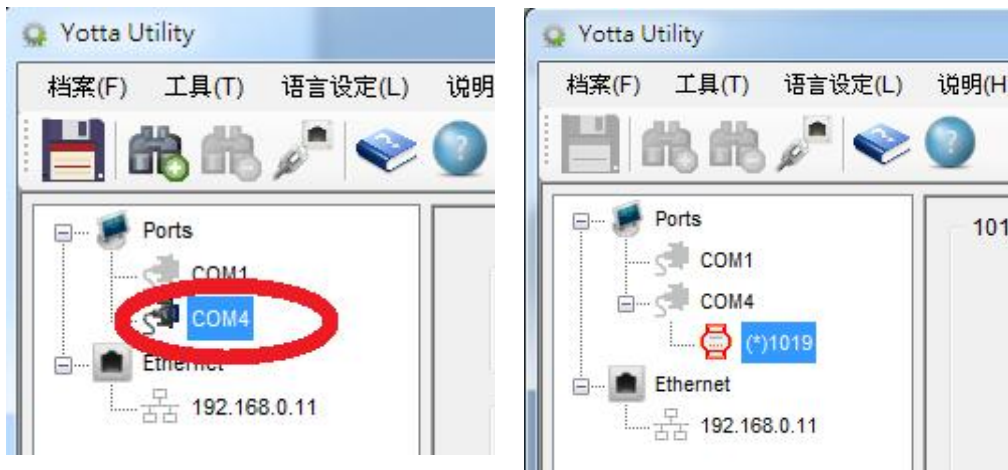 Yotta Utility
档案(F) 工具(T) 语言设定(L) 说明
Ports
COM1
COM4
Ethernet
192.168.0.11
Yotta Utility
档案(F) 工具(T) 语言设定(L) 说明(H
101
Ports
COM1
COM4
(*)1019
Ethernet
192.168.0.11